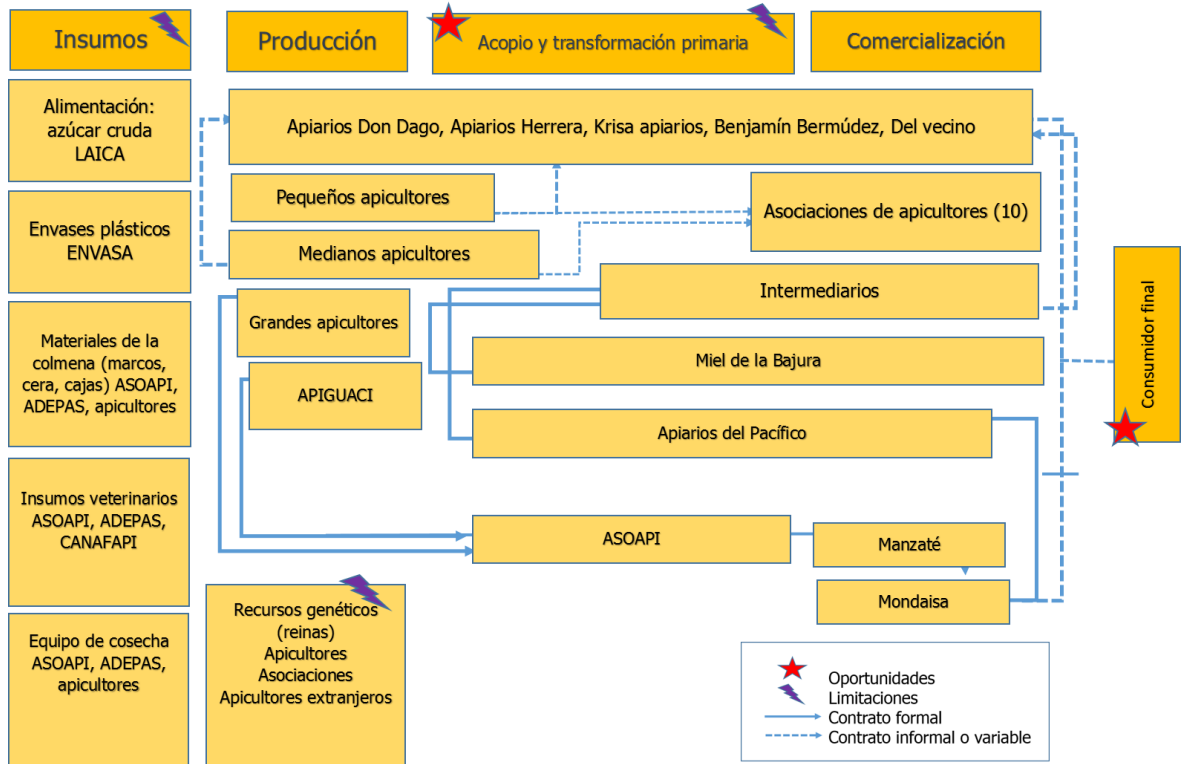 Insumos
Producción
Acopio y transformación primaria
Comercialización
Alimentación:
azúcar cruda
LAICA
Envases plásticos
ENVASA
Materiales de la
colmena (marcos,
cera, cajas) ASOAPI,
ADEPAS, apicultores
Insumos veterinarios
ASOAPI, ADEPAS,
CANAFAPI
Equipo de cosecha
ASOAPI, ADEPAS,
apicultores
Apiarios Don Dago, Apiarios Herrera, Krisa apiarios, Benjamín Bermúdez, Del vecino
Pequeños apicultores
Medianos apicultores
Grandes apicultores
APIGUACI
Recursos genéticos
(reinas)
Apicultores
Asociaciones
Apicultores extranjeros
Asociaciones de apicultores (10)
Intermediarios
Miel de la Bajura
Apiarios del Pacífico
ASOAPI
Manzaté
Mondaisa
Consumidor final
Oportunidades
Limitaciones
Contrato formal
Contrato informal o variable